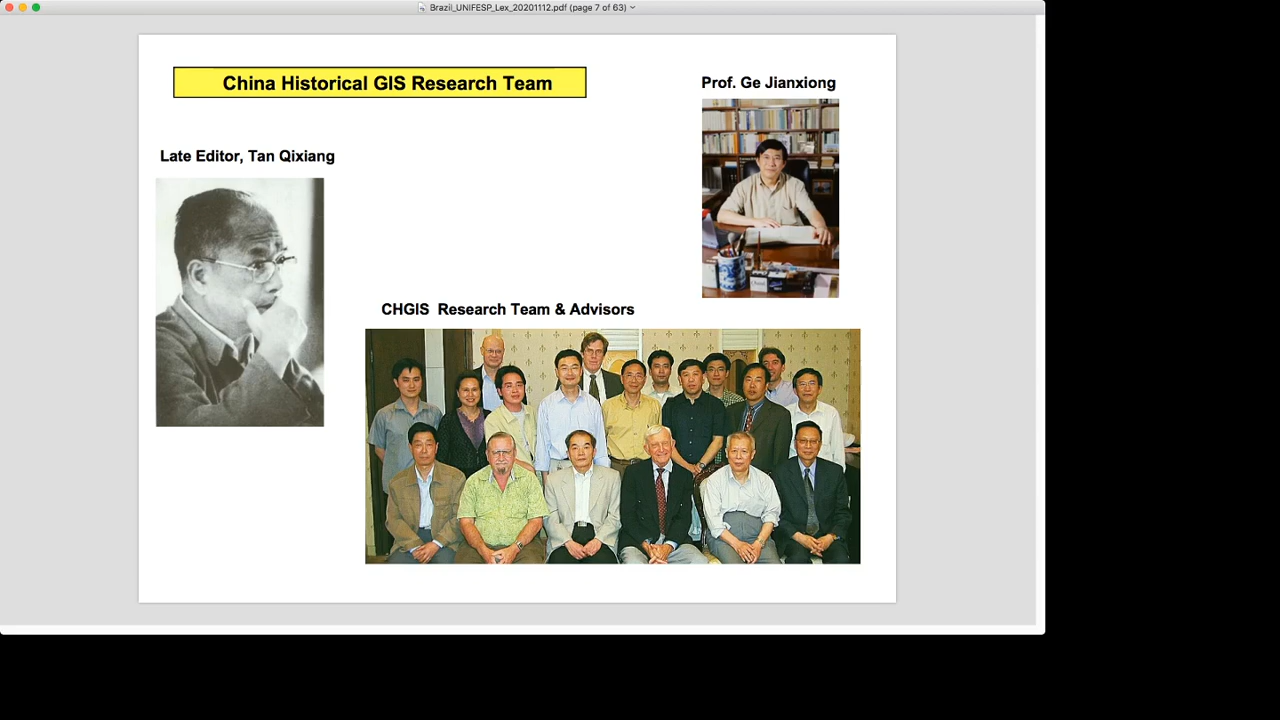 Brazil_UNIFESP_Lex_20201112.pdf (page 7 of 63)
China Historical GIS Research Team
Prof. Ge Jianxiong
Late Editor, Tan Qixiang
CHGIS Research Team & Advisors